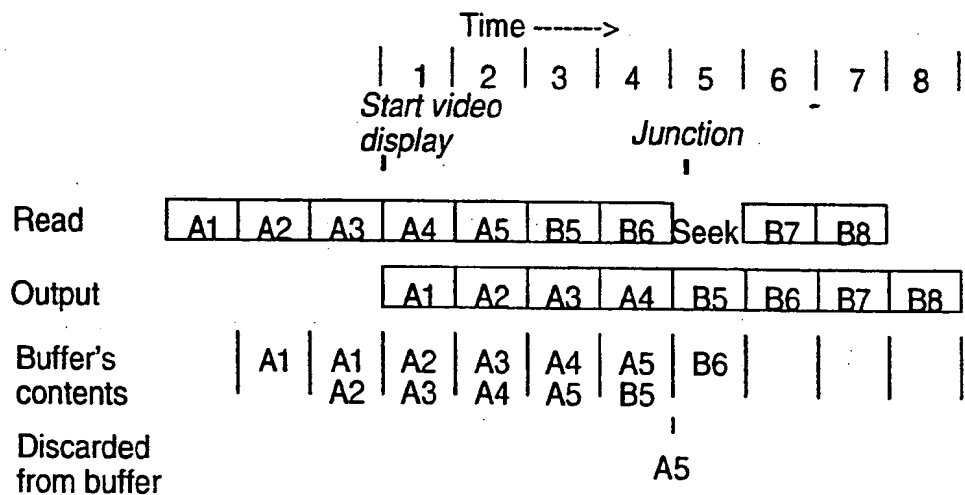 Time ------->
| 1 | 2 | 3 | 4 | 5 | 6 | 7 | 8 |
Start video
display
Junction
Read A1 A2 A3 A4 A5 B5 B6 Seek B7 B8
Output A1 A2 A3 A4 B5 B6 B7 B8
Buffer's
contents
A1 | A1 | A2 | A3 | A4 | A5 | B6
A2 A3 A4 A5 B5
Discarded
from buffer
A5